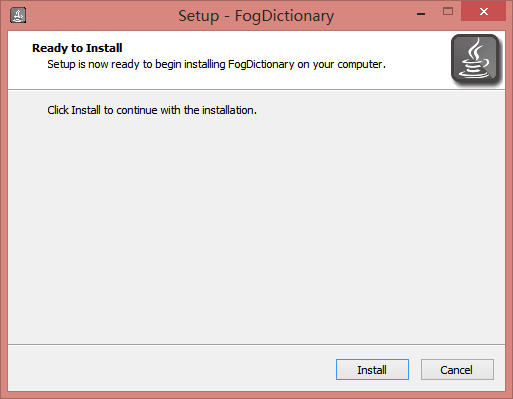 Setup - FogDictionary
Ready to Install
Setup is now ready to begin installing FogDictionary on your computer.
Click Install to continue with the installation.
Install
Cancel